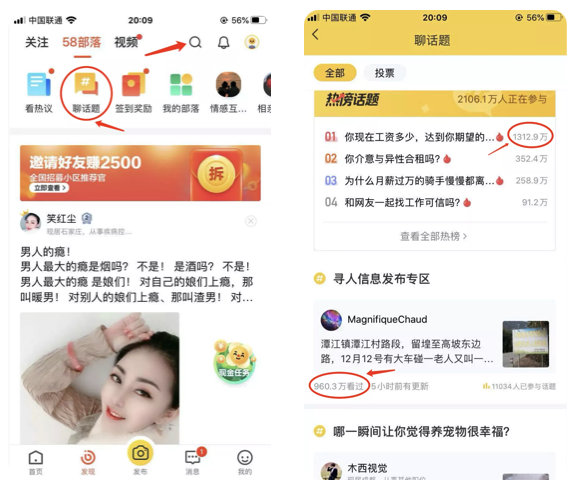 中国联通
20:09
56%
关注
58部落
视频
看热议
聊话题
签到奖励
我的部落
情感互...
相亲
邀请好友赚2500
全国招募小区推荐官
立即查看
拆
笑红尘
现居石家庄，从事疾病控...
男人的瘾！
男人最大的瘾是烟吗？ 不是！ 是酒吗？ 不是！
男人最大的瘾 是娘们！ 对自己的娘们上瘾，那
叫暖男！ 对别人的娘们上瘾、那叫渣男！ 对...
现金任务
首页
发现
发布
1
消息
我的
中国联通
20:09
56%
聊话题
全部
投票
热榜话题
2106.1万人正在参与
01 你现在工资多少，达到你期望的... 1312.9万
02 你介意与异性合租吗？ 352.4万
03 为什么月薪过万的骑手慢慢都离... 258.9万
04 和网友一起找工作可信吗？ 91.2万
查看全部热榜
# 寻人信息发布专区
MagnifiqueChaud
潭江镇潭江村路段，留埕至高坡东边
路，12月12号有大车碰一老人又叫一...
960.3万看过
5小时前有更新
11034人已参与话题
# 哪一瞬间让你觉得养宠物很幸福?
木西视觉